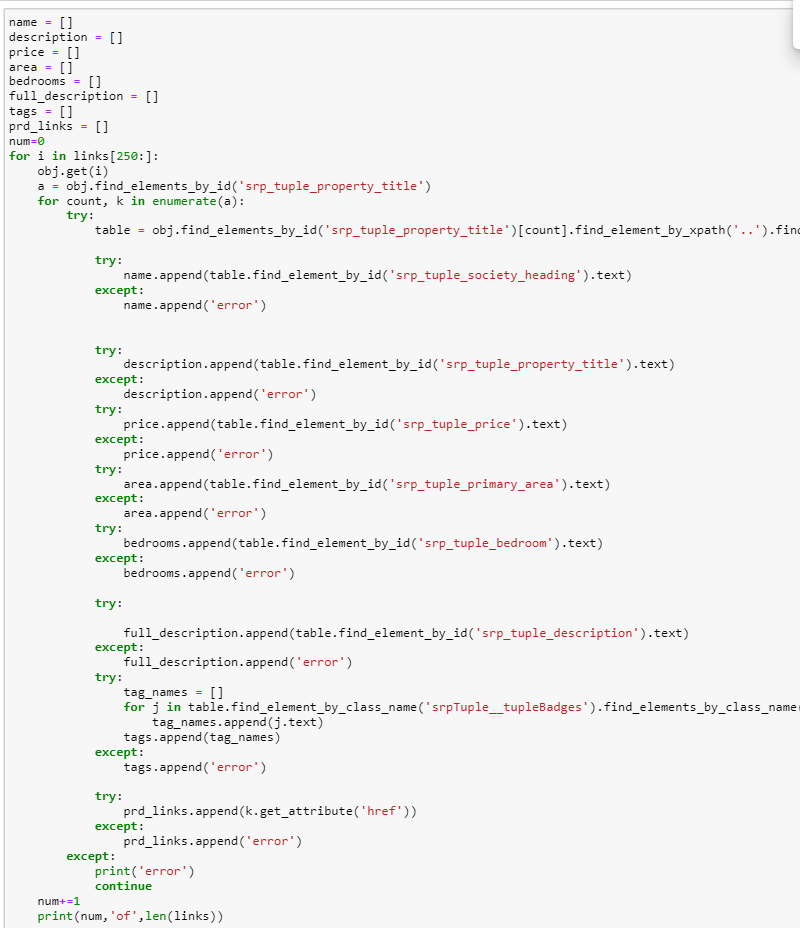 name = []
description = []
price = []
area = []
bedrooms = []
full_description = []
tags = []
prd_links = []
num=0
for i in links[250:]:
    obj.get(i)
    a = obj.find_elements_by_id('srp_tuple_property_title')
    for count, k in enumerate(a):
        try:
            table = obj.find_elements_by_id('srp_tuple_property_title')[count].find_element_by_xpath('..').find

            try:
                name.append(table.find_element_by_id('srp_tuple_society_heading').text)
            except:
                name.append('error')


            try:
                description.append(table.find_element_by_id('srp_tuple_property_title').text)
            except:
                description.append('error')
            try:
                price.append(table.find_element_by_id('srp_tuple_price').text)
            except:
                price.append('error')
            try:
                area.append(table.find_element_by_id('srp_tuple_primary_area').text)
            except:
                area.append('error')
            try:
                bedrooms.append(table.find_element_by_id('srp_tuple_bedroom').text)
            except:
                bedrooms.append('error')

            try:

                full_description.append(table.find_element_by_id('srp_tuple_description').text)
            except:
                full_description.append('error')
            try:
                tag_names = []
                for j in table.find_element_by_class_name('srpTuple__tupleBadges').find_elements_by_class_name(
                    tag_names.append(j.text)
                tags.append(tag_names)
            except:
                tags.append('error')

            try:
                prd_links.append(k.get_attribute('href'))
            except:
                prd_links.append('error')
        except:
            print('error')
            continue
    num+=1
    print(num,'of',len(links))